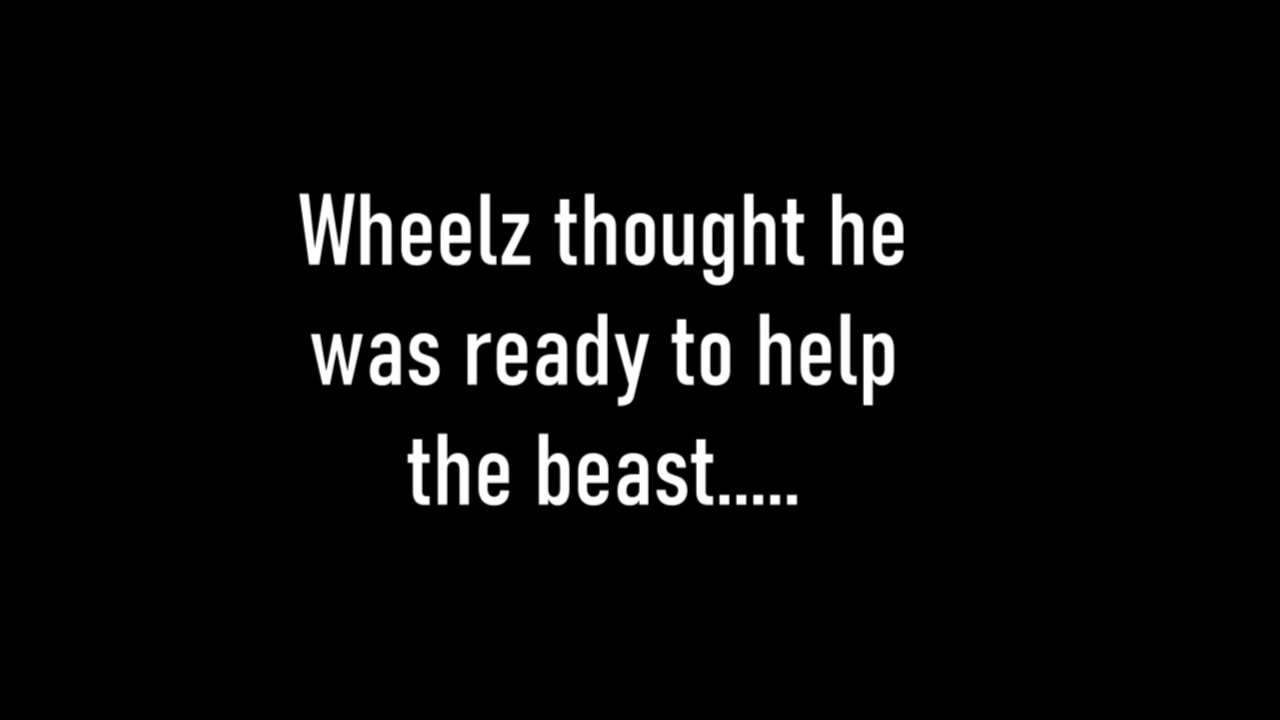 Wheelz thought he
was ready to help
the beast.....